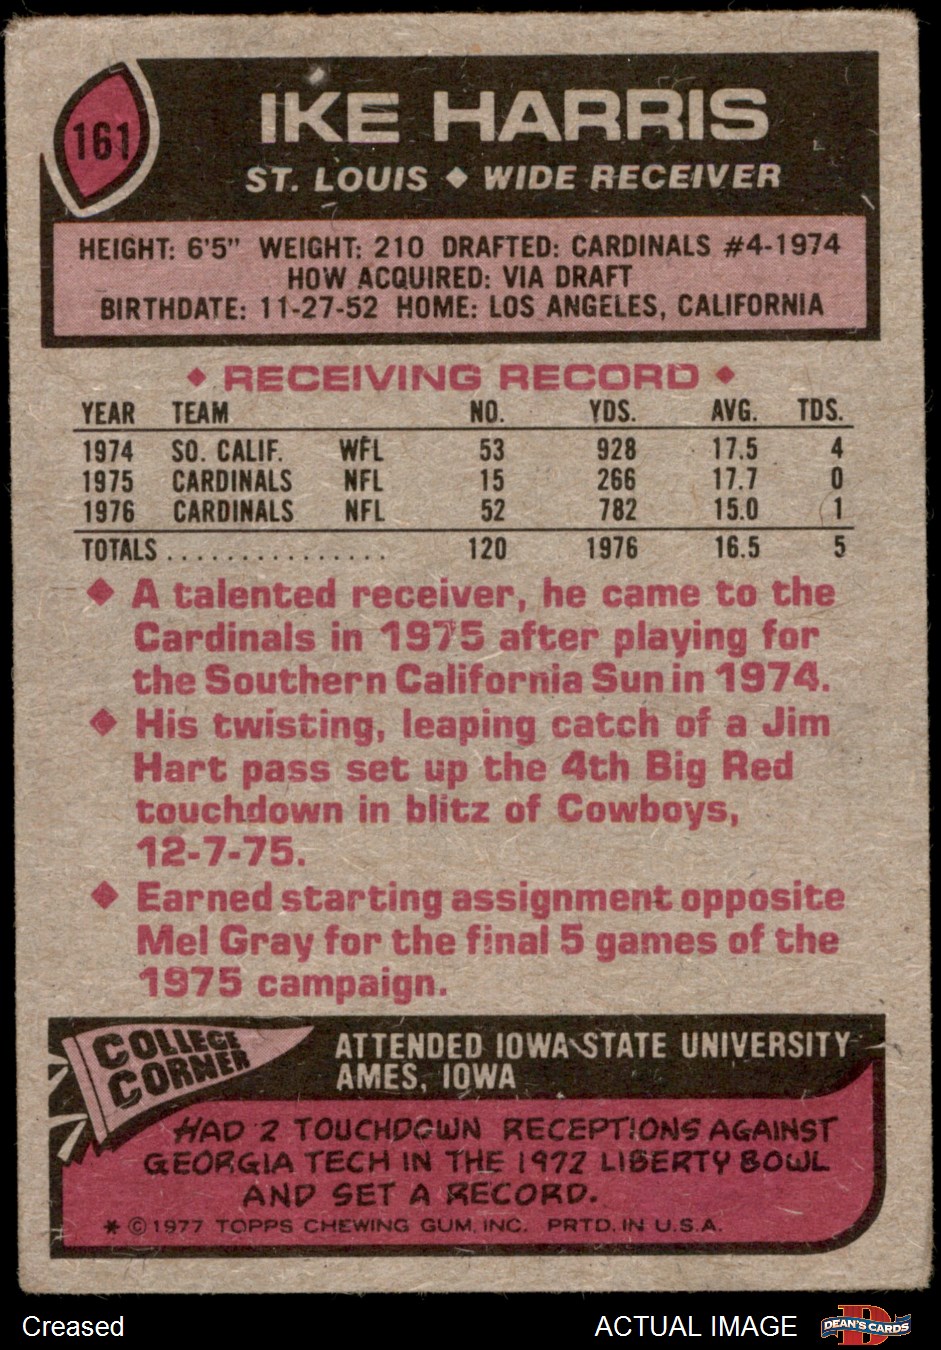 161
IKE HARRIS
ST. LOUIS ◆ WIDE RECEIVER
HEIGHT: 6'5" WEIGHT: 210 DRAFTED: CARDINALS #4-1974
HOW ACQUIRED: VIA DRAFT
BIRTHDATE: 11-27-52 HOME: LOS ANGELES, CALIFORNIA
◆ RECEIVING RECORD ◆
YEAR TEAM NO. YDS. AVG. TDS.
1974 SO. CALIF. WFL 53 928 17.5 4
1975 CARDINALS NFL 15 266 17.7 0
1976 CARDINALS NFL 52 782 15.0 1
TOTALS . . . . . . . . . . . . . . . 120 1976 16.5 5
◆ A talented receiver, he came to the
Cardinals in 1975 after playing for
the Southern California Sun in 1974.
◆ His twisting, leaping catch of a Jim
Hart pass set up the 4th Big Red
touchdown in blitz of Cowboys,
12-7-75.
◆ Earned starting assignment opposite
Mel Gray for the final 5 games of the
1975 campaign.
COLLEGE
CORNER
ATTENDED IOWA STATE UNIVERSITY
AMES, IOWA
HAD 2 TOUCHDOWN RECEPTIONS AGAINST
GEORGIA TECH IN THE 1972 LIBERTY BOWL
AND SET A RECORD.
* © 1977 TOPPS CHEWING GUM, INC. PRTD. IN U.S.A.
Creased
ACTUAL IMAGE
D
DEAN'S CARDS